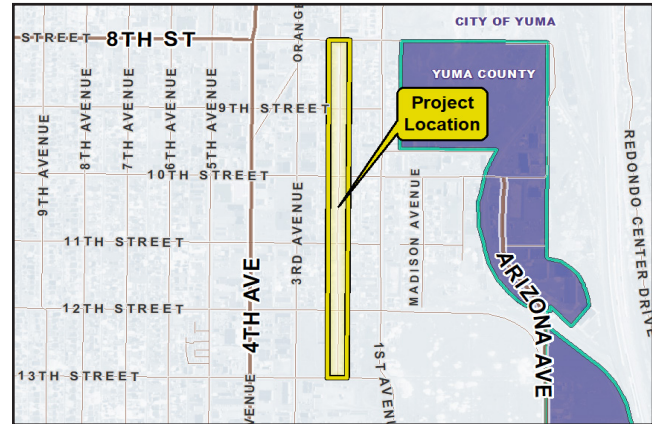 CITY OF YUMA
STREET
8TH ST
ORANGE
YUMA COUNTY
Project
Location
9TH STREET
9TH AVENUE
8TH AVENUE
7TH AVENUE
6TH AVENUE
5TH AVENUE
10TH STREET
3RD AVENUE
MADISON AVENUE
REDONDO CENTER DRIVE
11TH STREET
4TH AVE
ARIZONA AVE
12TH STREET
1ST AVENU
13TH STREET
VENUE